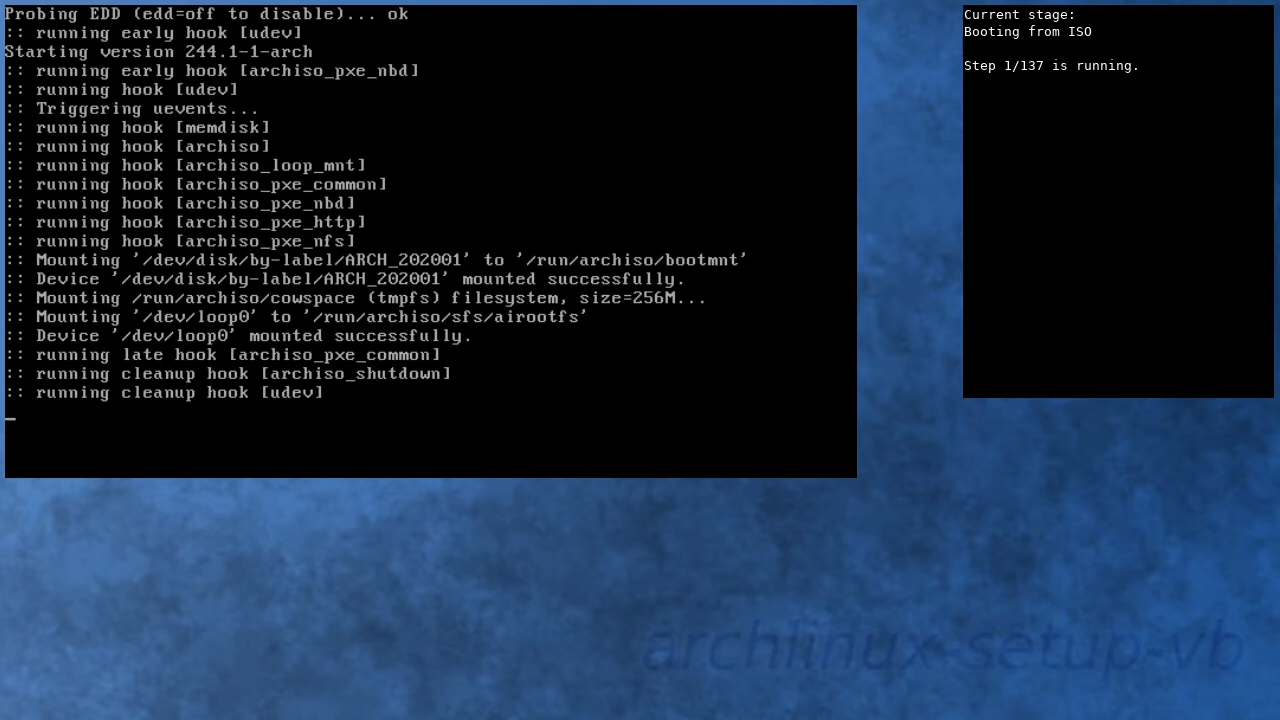 Probing EDD (edd=off to disable)... ok
:: running early hook [udev]
Starting version 244.1-1-arch
:: running early hook [archiso_pxe_nbd]
:: running hook [udev]
:: Triggering uevents...
:: running hook [memdisk]
:: running hook [archiso]
:: running hook [archiso_loop_mnt]
:: running hook [archiso_pxe_common]
:: running hook [archiso_pxe_nbd]
:: running hook [archiso_pxe_http]
:: running hook [archiso_pxe_nfs]
:: Mounting '/dev/disk/by-label/ARCH_202001' to '/run/archiso/bootmnt'
:: Device '/dev/disk/by-label/ARCH_202001' mounted successfully.
:: Mounting /run/archiso/cowspace (tmpfs) filesystem, size=256M...
:: Mounting '/dev/loop0' to '/run/archiso/sfs/airootfs'
:: Device '/dev/loop0' mounted successfully.
:: running late hook [archiso_pxe_common]
:: running cleanup hook [archiso_shutdown]
:: running cleanup hook [udev]
Current stage:
Booting from ISO
Step 1/137 is running.
archlinux-setup-vb